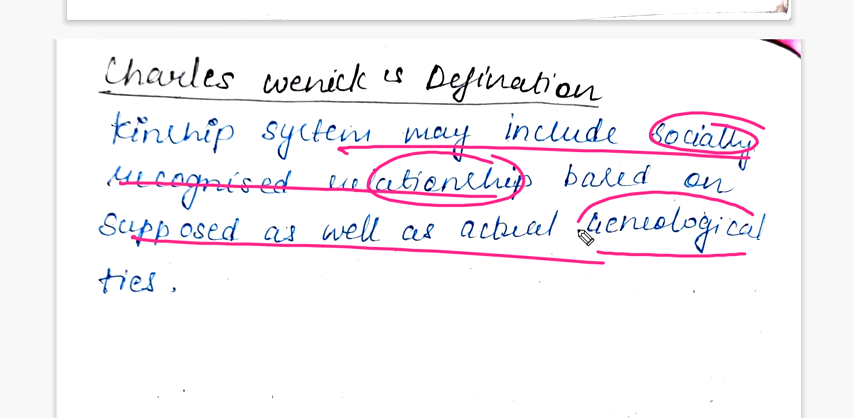 Charles wenick's Defination
Kinship system may include socially
recognised relationship based on
Supposed as well as actual Geneological
ties.